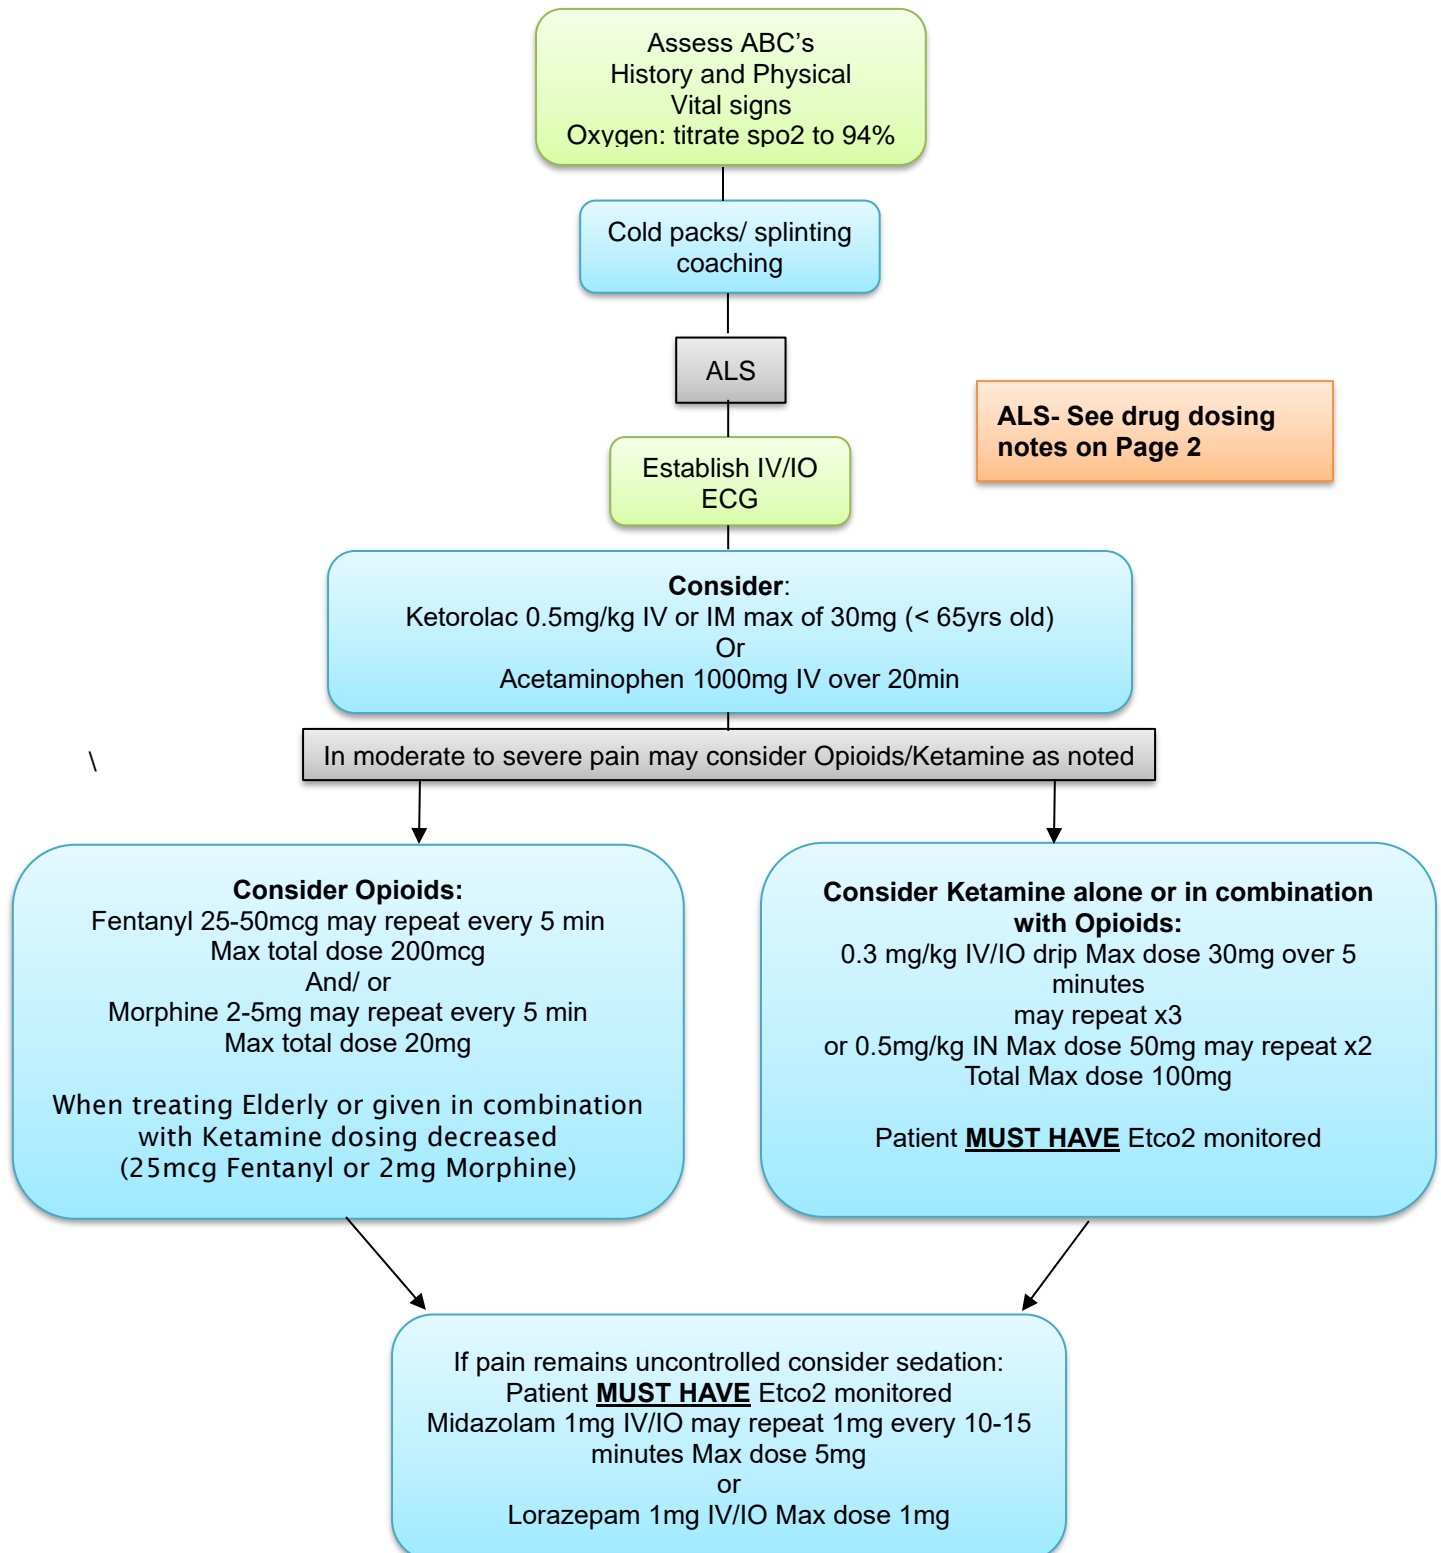 Assess ABC’s
History and Physical
Vital signs
Oxygen: titrate spo2 to 94%
Cold packs/ splinting
coaching
ALS
ALS- See drug dosing
notes on Page 2
Establish IV/IO
ECG
Consider:
Ketorolac 0.5mg/kg IV or IM max of 30mg (< 65yrs old)
Or
Acetaminophen 1000mg IV over 20min
\
In moderate to severe pain may consider Opioids/Ketamine as noted
Consider Opioids:
Fentanyl 25-50mcg may repeat every 5 min
Max total dose 200mcg
And/ or
Morphine 2-5mg may repeat every 5 min
Max total dose 20mg
When treating Elderly or given in combination
with Ketamine dosing decreased
(25mcg Fentanyl or 2mg Morphine)
Consider Ketamine alone or in combination
with Opioids:
0.3 mg/kg IV/IO drip Max dose 30mg over 5
minutes
may repeat x3
or 0.5mg/kg IN Max dose 50mg may repeat x2
Total Max dose 100mg
Patient MUST HAVE Etco2 monitored
If pain remains uncontrolled consider sedation:
Patient MUST HAVE Etco2 monitored
Midazolam 1mg IV/IO may repeat 1mg every 10-15
minutes Max dose 5mg
or
Lorazepam 1mg IV/IO Max dose 1mg